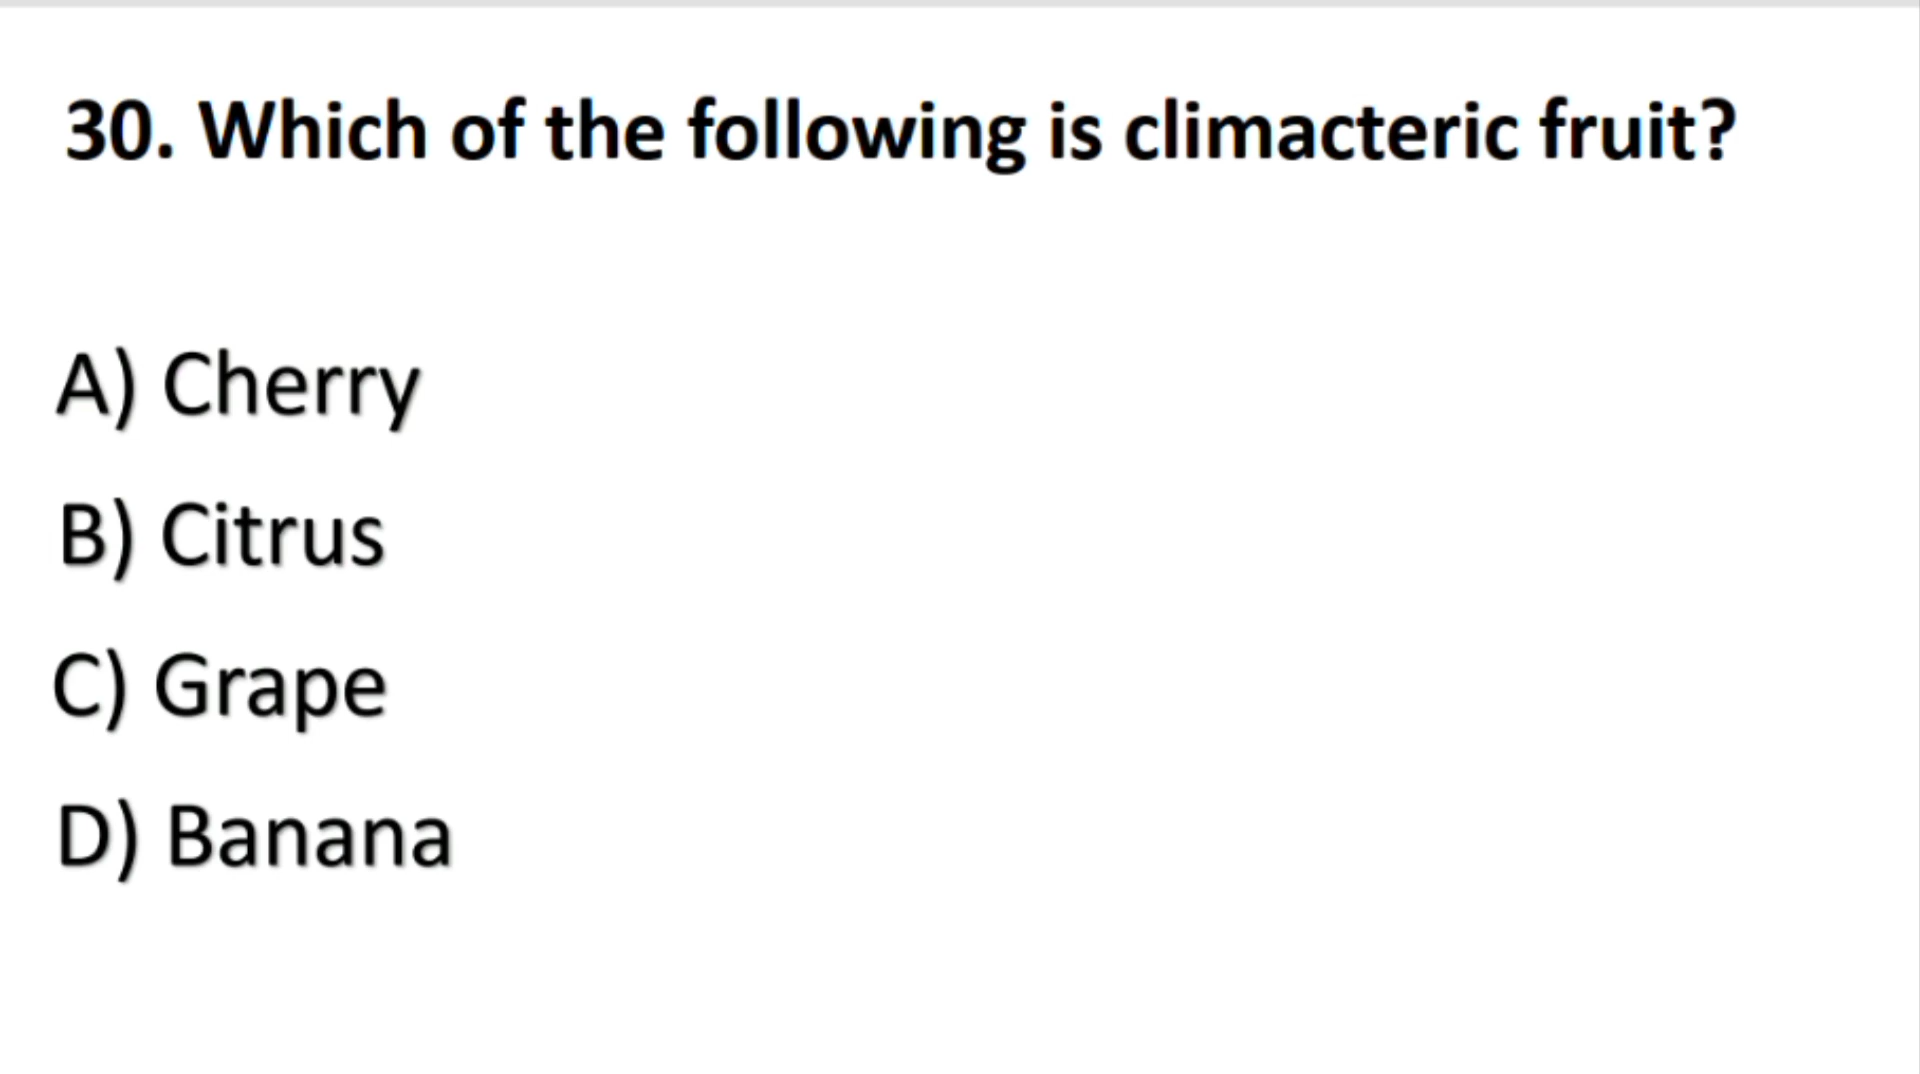 30. Which of the following is climacteric fruit?
A) Cherry
B) Citrus
C) Grape
D) Banana